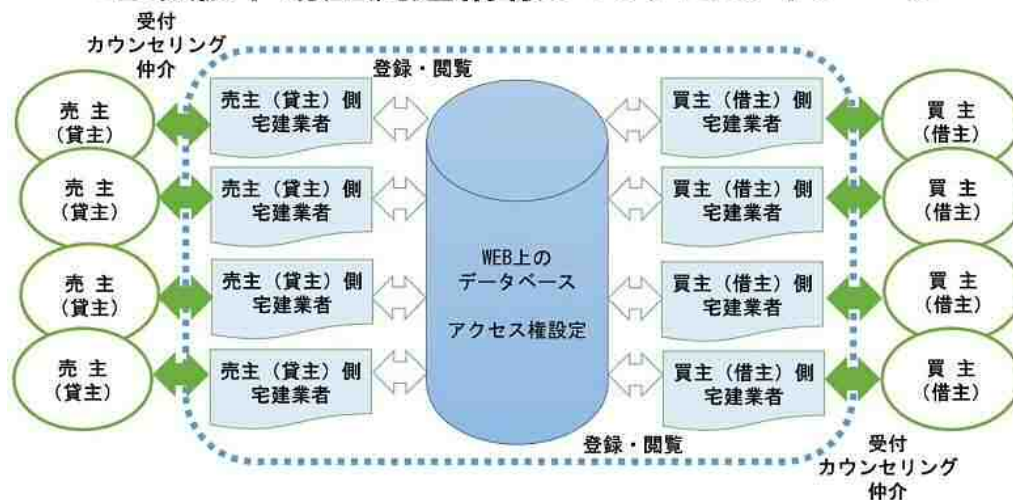 受付
カウンセリング
仲介
登録・閲覧
売 主
(貸主)
売主(貸主)側
宅建業者
買主(借主)側
宅建業者
買 主
(借主)
売 主
(貸主)
売主(貸主)側
宅建業者
買主(借主)側
宅建業者
買 主
(借主)
WEB上の
データベース
アクセス権設定
売 主
(貸主)
売主(貸主)側
宅建業者
買主(借主)側
宅建業者
買 主
(借主)
売 主
(貸主)
売主(貸主)側
宅建業者
買主(借主)側
宅建業者
買 主
(借主)
登録・閲覧
受付
カウンセリング
仲介